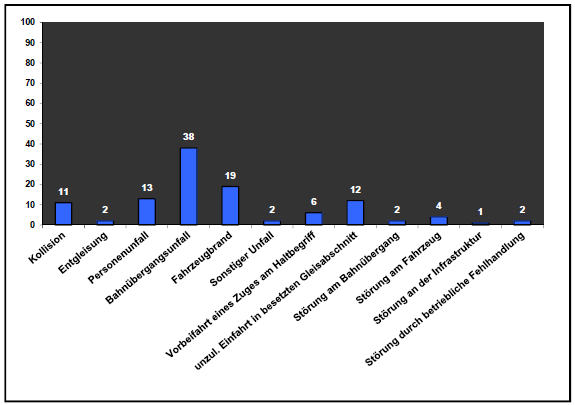 100
90
80
70
60
50
40
30
20
10
0
11
2
13
38
19
2
6
12
2
4
1
2
Kollision
Entgleisung
Personenunfall
Bahnübergangsunfall
Fahrzeugbrand
Sonstiger Unfall
Vorbeifahrt eines Zuges am Haltbegriff
unzul. Einfahrt in besetzten Gleisabschnitt
Störung am Bahnübergang
Störung am Fahrzeug
Störung an der Infrastruktur
Störung durch betriebliche Fehlhandlung